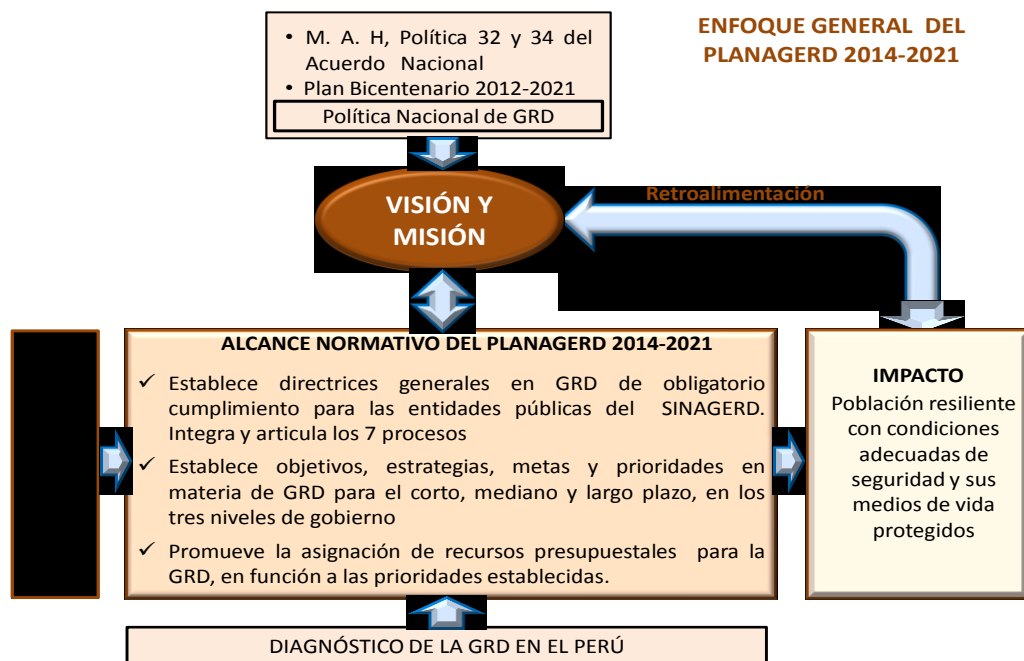 ENFOQUE GENERAL DEL
PLANAGERD 2014-2021
• M. A. H, Política 32 y 34 del
Acuerdo Nacional
• Plan Bicentenario 2012-2021
Política Nacional de GRD
Retroalimentación
VISIÓN Y
MISIÓN
ALCANCE NORMATIVO DEL PLANAGERD 2014-2021
✓ Establece directrices generales en GRD de obligatorio
cumplimiento para las entidades públicas del SINAGERD.
Integra y articula los 7 procesos
✓ Establece objetivos, estrategias, metas y prioridades en
materia de GRD para el corto, mediano y largo plazo, en los
tres niveles de gobierno
✓ Promueve la asignación de recursos presupuestales para la
GRD, en función a las prioridades establecidas.
IMPACTO
Población resiliente
con condiciones
adecuadas de
seguridad y sus
medios de vida
protegidos
DIAGNÓSTICO DE LA GRD EN EL PERÚ